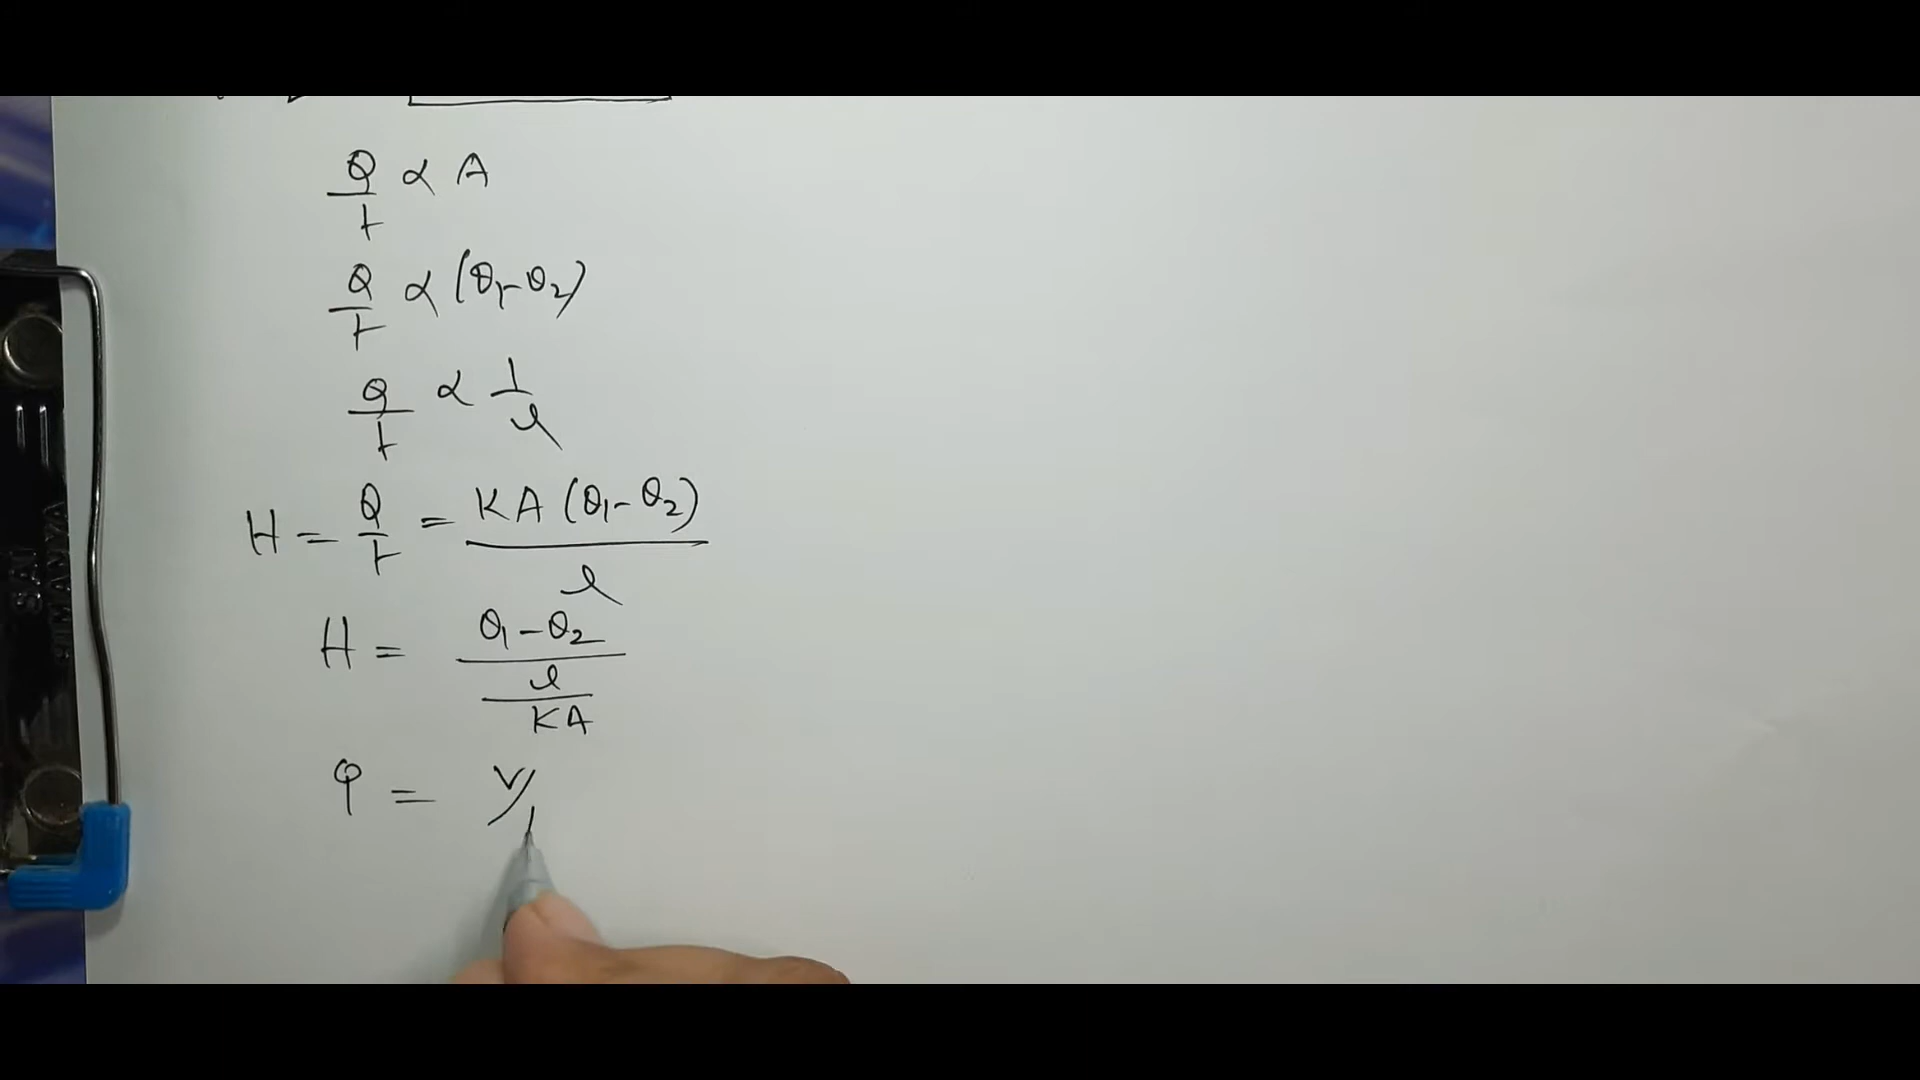 Q/t ∝ A
Q/t ∝ (θ₁-θ₂)
Q/t ∝ 1/l
H = Q/t = KA(θ₁-θ₂)/l
H = (θ₁-θ₂)/(l/KA)
φ = V/